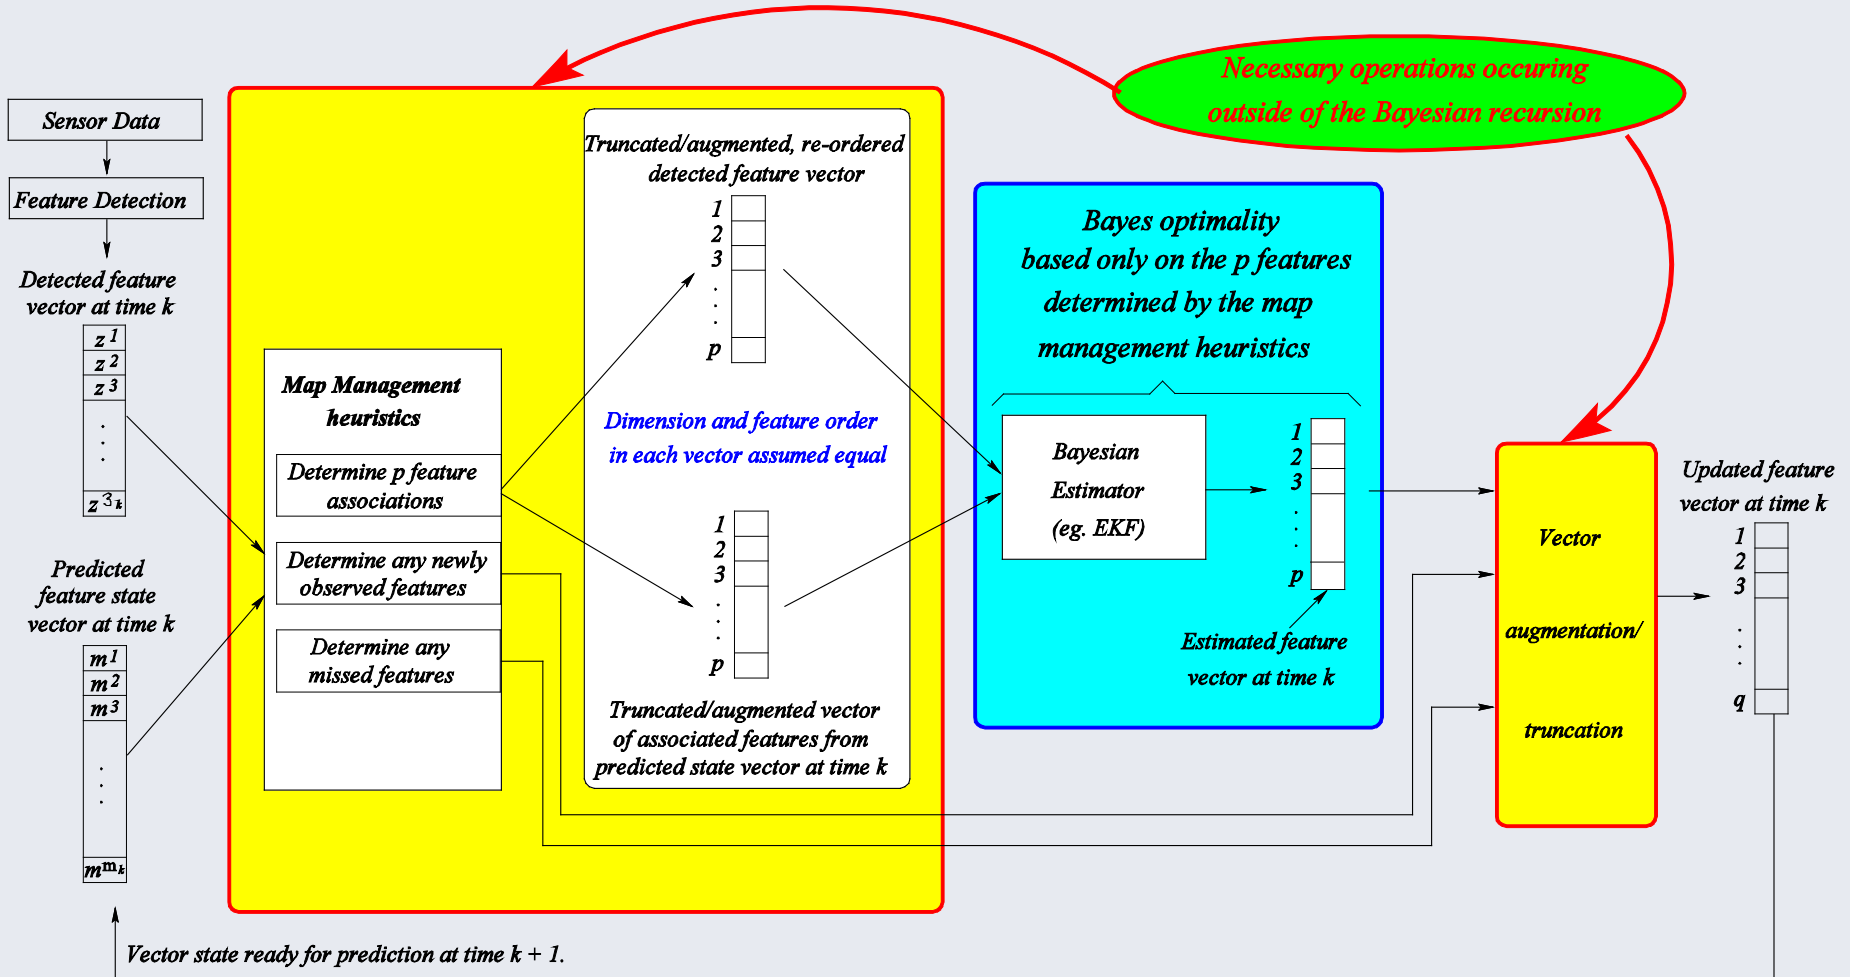 Necessary operations occuring
outside of the Bayesian recursion
Sensor Data
Feature Detection
Detected feature
vector at time k
z 1
z 2
z 3
.
.
.
z 3 k
Predicted
feature state
vector at time k
m 1
m 2
m 3
.
.
.
m m k
Map Management
heuristics
Determine p feature
associations
Determine any newly
observed features
Determine any
missed features
Truncated/augmented, re-ordered
detected feature vector
1
2
3
.
.
.
p
Dimension and feature order
in each vector assumed equal
1
2
3
.
.
.
p
Truncated/augmented vector
of associated features from
predicted state vector at time k
Bayes optimality
based only on the p features
determined by the map
management heuristics
Bayesian
Estimator
(eg. EKF)
1
2
3
.
.
.
p
Estimated feature
vector at time k
Vector
augmentation/
truncation
Updated feature
vector at time k
1
2
3
.
.
.
q
Vector state ready for prediction at time k + 1.